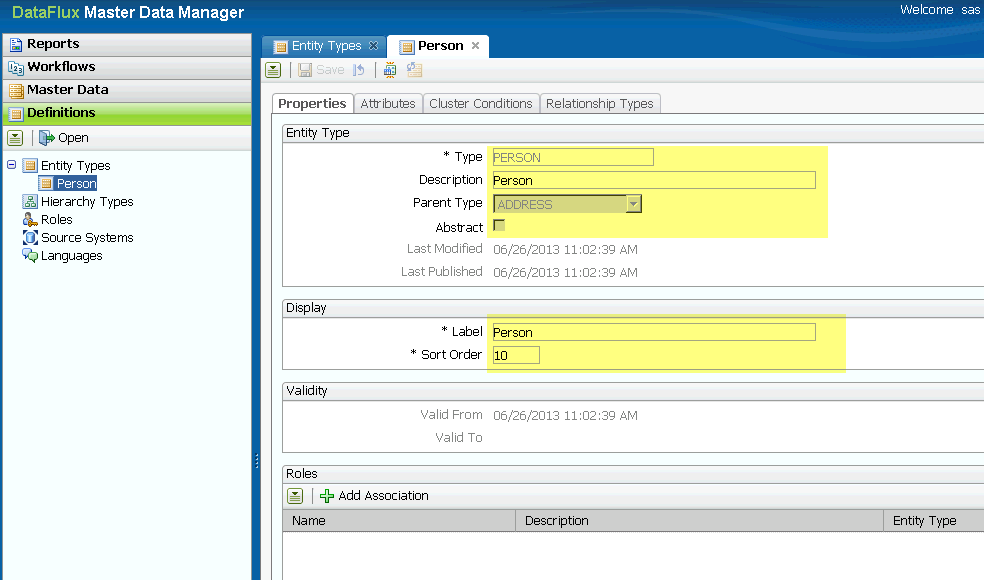 DataFlux Master Data Manager
Welcome sas
Reports
Workflows
Master Data
Definitions
Open
Entity Types
Person
Hierarchy Types
Roles
Source Systems
Languages
Entity Types
Person
Save
Properties Attributes Cluster Conditions Relationship Types
Entity Type
* Type PERSON
Description Person
Parent Type ADDRESS
Abstract
Last Modified 06/26/2013 11:02:39 AM
Last Published 06/26/2013 11:02:39 AM
Display
* Label Person
* Sort Order 10
Validity
Valid From 06/26/2013 11:02:39 AM
Valid To
Roles
Add Association
Name Description Entity Type